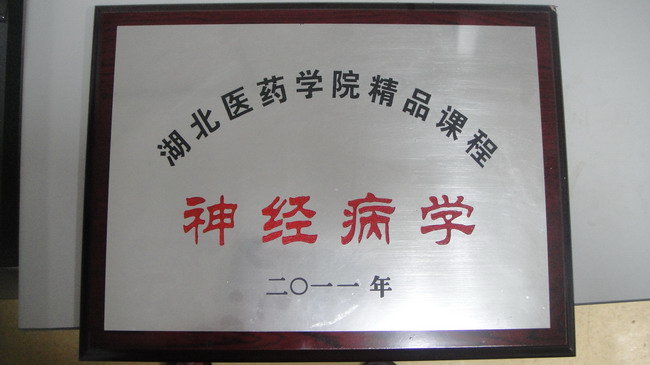 湖北医药学院精品课程
神经病学
二〇一一年